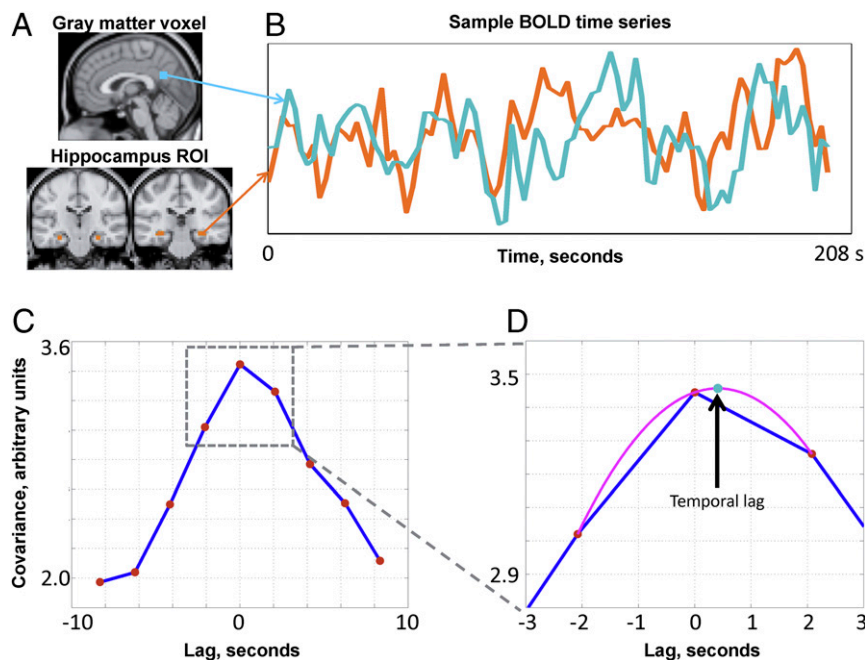 A
Gray matter voxel
Hippocampus ROI
B
Sample BOLD time series
0
Time, seconds
208 s
C
Covariance, arbitrary units
3.6
2.0
-10
0
10
Lag, seconds
D
3.5
2.9
Temporal lag
-3
-2
-1
0
1
2
3
Lag, seconds